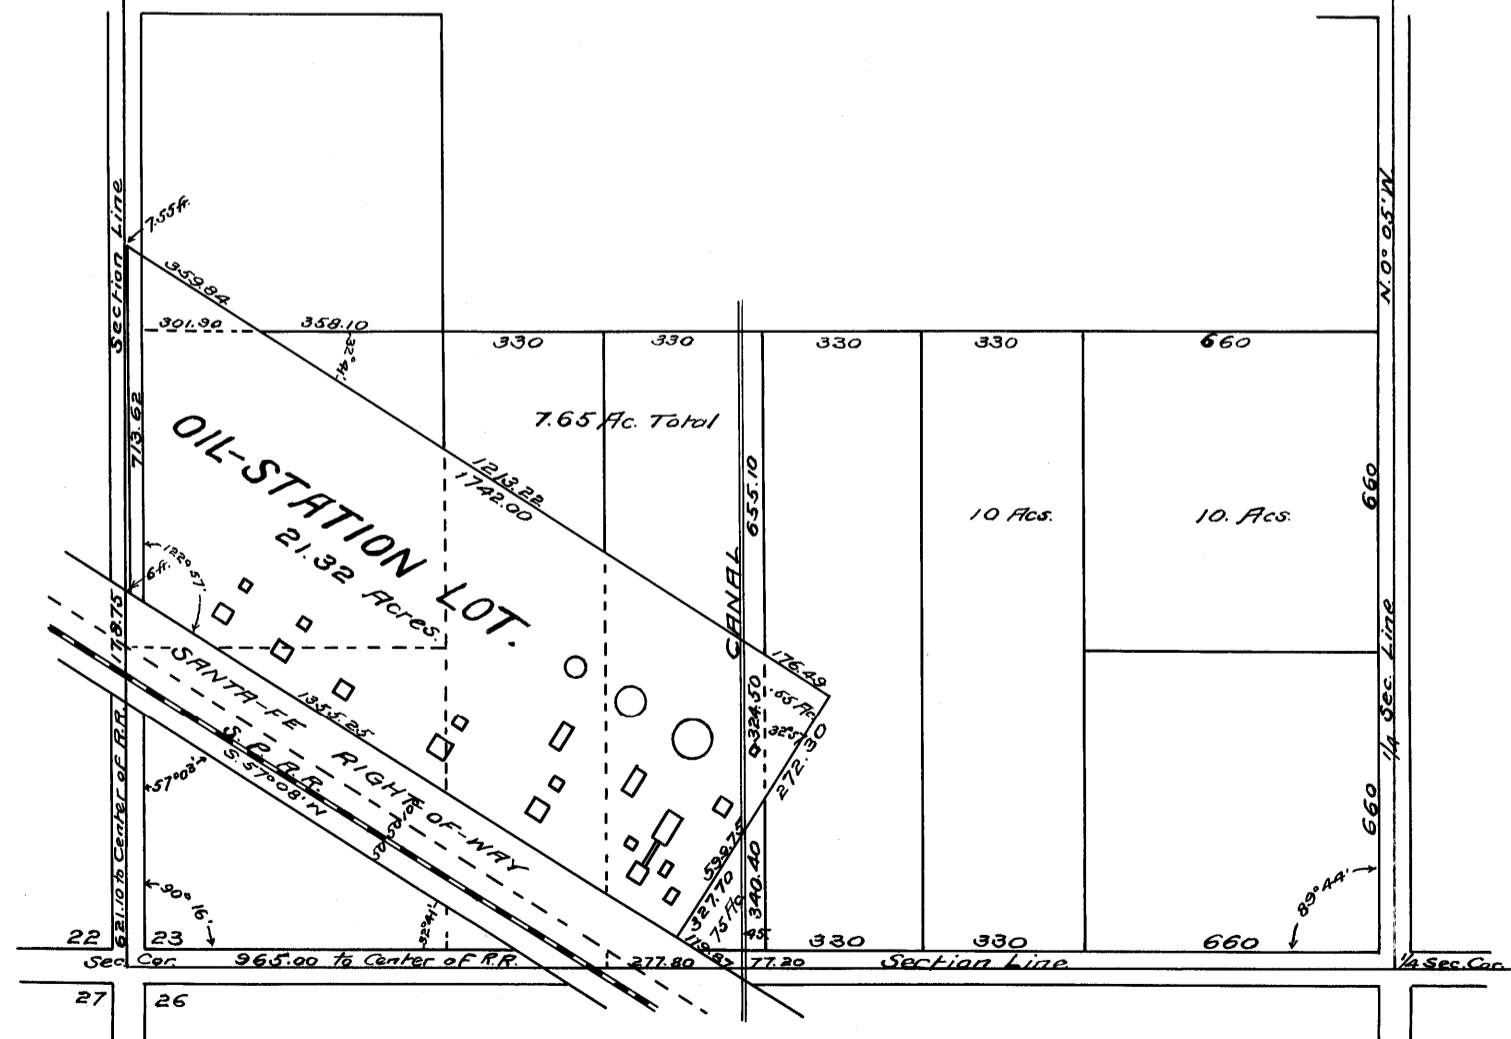 Section Line
7.55 ft.
N. 0° 05' W.
359.84
301.90
358.10
32° 41'
330
330
330
330
660
713.62
7.65 Ac. Total
OIL-STATION LOT.
21.32 Acres.
1213.22
1742.00
655.10
10 Acs.
10. Acs.
660
CANAL
122° 57'
6 ft.
178.75
176.49
.65 Ac.
324.50
32° 57'
272.
1355.25
SANTA-FE RIGHT-OF-WAY
S. P. R. R.
S. 57° 08' W
57° 08'
50
50
621.10 to Center of R.R.
90° 16'
32° 41'
599.75
327.70
340.40
119.87
45
1/4 Sec. Line
660
89° 44'
330
330
660
22
23
Sec. Cor.
965.00 to Center of R.R.
277.80
77.20
Section Line
1/4 Sec. Cor.
27
26